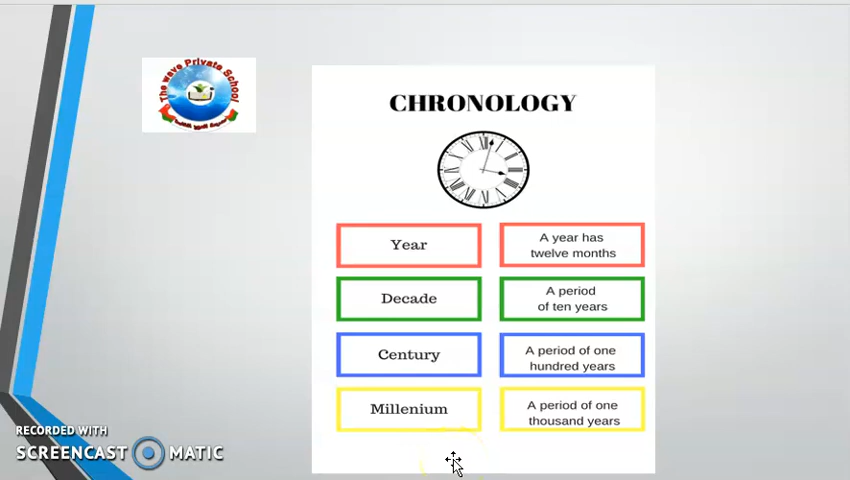 The wave Private School
CHRONOLOGY
Year
A year has
twelve months
Decade
A period
of ten years
Century
A period of one
hundred years
Millenium
A period of one
thousand years
RECORDED WITH
SCREENCAST MATIC